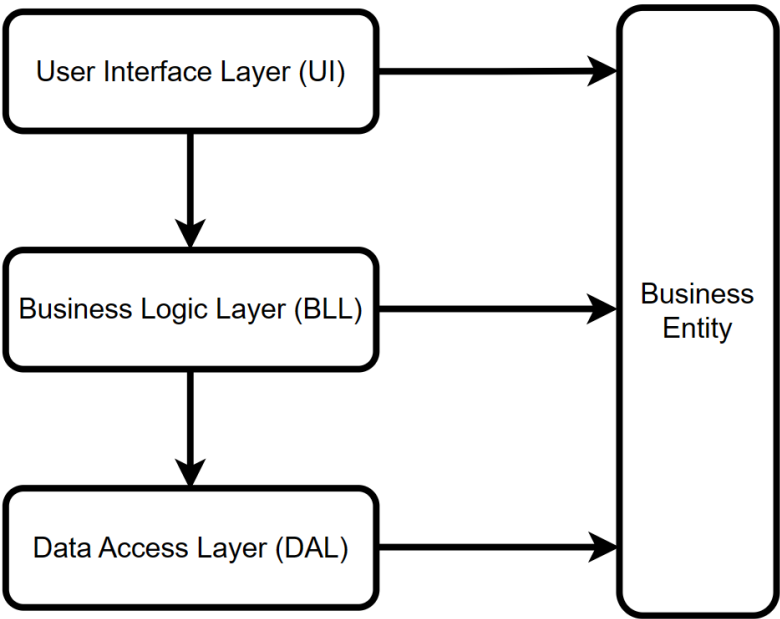 User Interface Layer (UI)
Business Logic Layer (BLL)
Data Access Layer (DAL)
Business
Entity